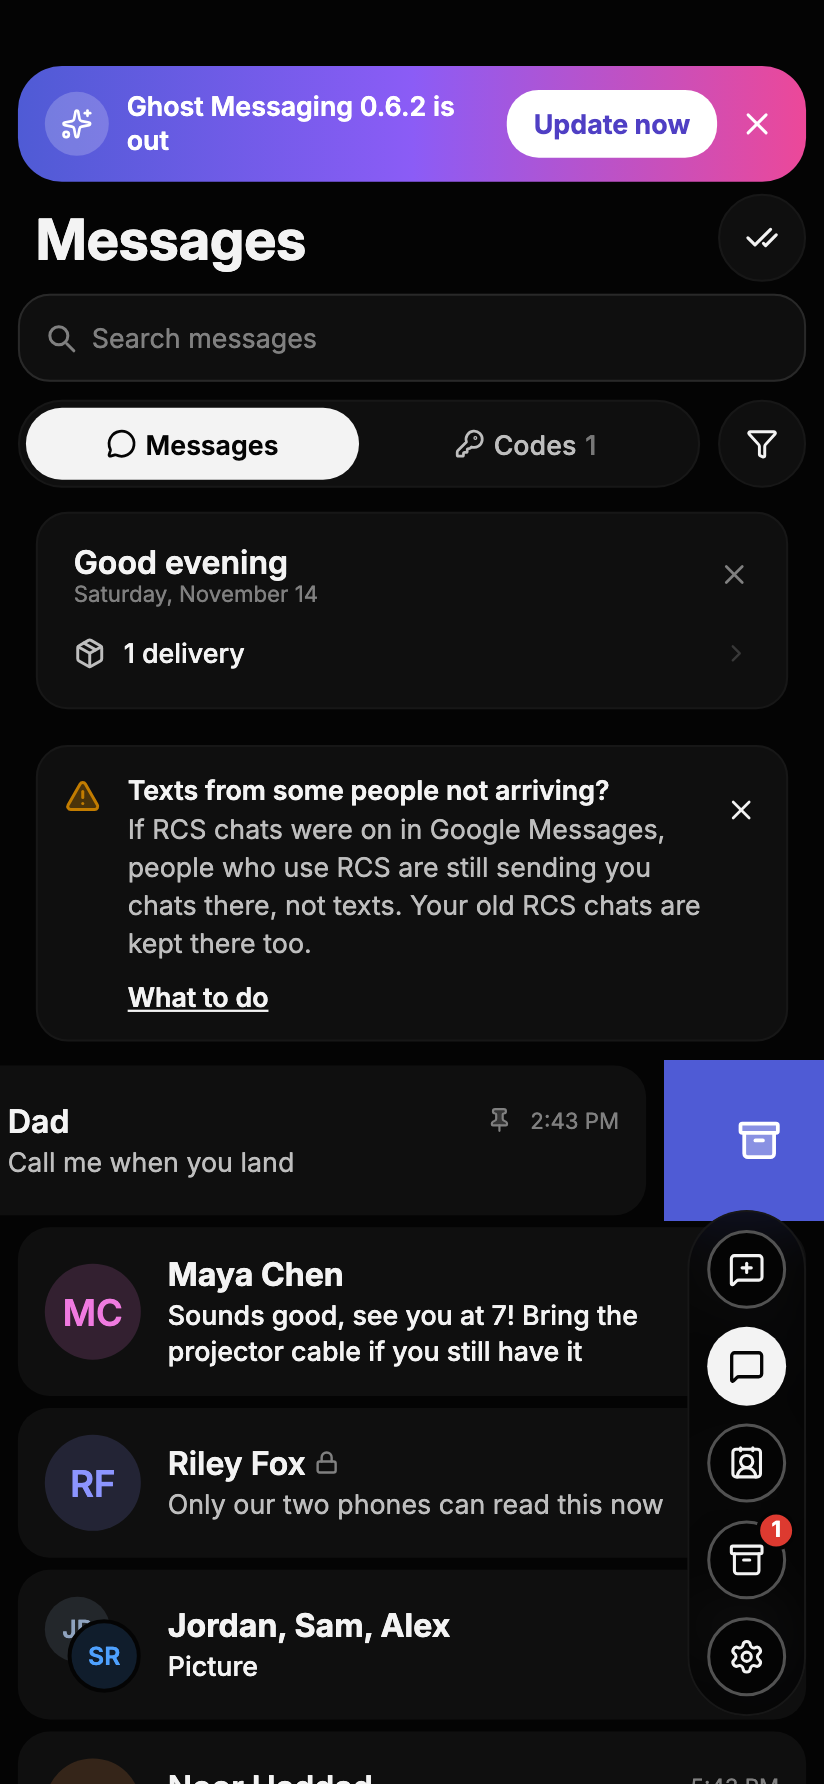 Ghost Messaging 0.6.2 is
out
Update now
Messages
Search messages
Messages
Codes 1
Good evening
Saturday, November 14
1 delivery
Texts from some people not arriving?
If RCS chats were on in Google Messages,
people who use RCS are still sending you
chats there, not texts. Your old RCS chats are
kept there too.
What to do
Dad
2:43 PM
Call me when you land
MC
Maya Chen
Sounds good, see you at 7! Bring the
projector cable if you still have it
RF
Riley Fox
Only our two phones can read this now
1
SR
Jordan, Sam, Alex
Picture